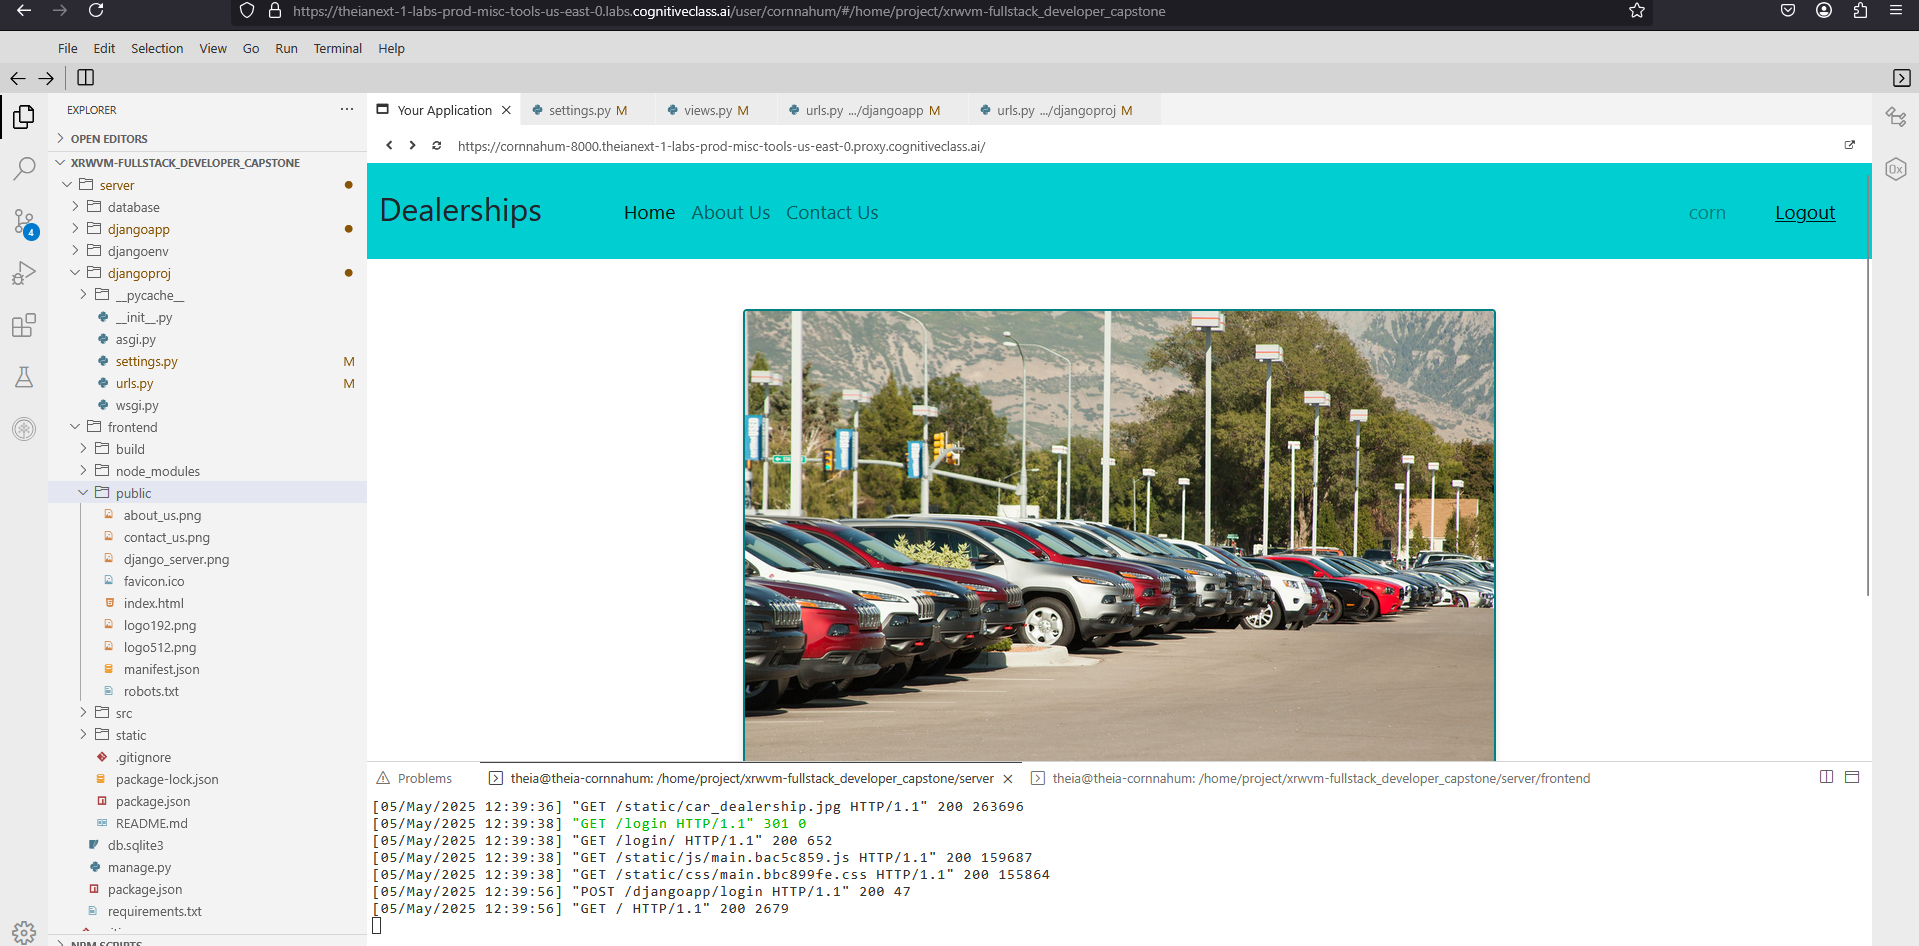 https://theianext-1-labs-prod-misc-tools-us-east-0.labs.cognitiveclass.ai/user/cornnahum/#/home/project/xrwvm-fullstack_developer_capstone
File Edit Selection View Go Run Terminal Help
EXPLORER
OPEN EDITORS
XRWVM-FULLSTACK_DEVELOPER_CAPSTONE
server
database
djangoapp
djangoenv
djangoproj
__pycache__
__init__.py
asgi.py
settings.py M
urls.py M
wsgi.py
frontend
build
node_modules
public
about_us.png
contact_us.png
django_server.png
favicon.ico
index.html
logo192.png
logo512.png
manifest.json
robots.txt
src
static
.gitignore
package-lock.json
package.json
README.md
db.sqlite3
manage.py
package.json
requirements.txt
NPM SCRIPTS
4
Your Application settings.py M views.py M urls.py .../djangoapp M urls.py .../djangoproj M
https://cornnahum-8000.theianext-1-labs-prod-misc-tools-us-east-0.proxy.cognitiveclass.ai/
Dealerships Home About Us Contact Us corn Logout
Problems theia@theia-cornnahum: /home/project/xrwvm-fullstack_developer_capstone/server theia@theia-cornnahum: /home/project/xrwvm-fullstack_developer_capstone/server/frontend
[05/May/2025 12:39:36] "GET /static/car_dealership.jpg HTTP/1.1" 200 263696
[05/May/2025 12:39:38] "GET /login HTTP/1.1" 301 0
[05/May/2025 12:39:38] "GET /login/ HTTP/1.1" 200 652
[05/May/2025 12:39:38] "GET /static/js/main.bac5c859.js HTTP/1.1" 200 159687
[05/May/2025 12:39:38] "GET /static/css/main.bbc899fe.css HTTP/1.1" 200 155864
[05/May/2025 12:39:56] "POST /djangoapp/login HTTP/1.1" 200 47
[05/May/2025 12:39:56] "GET / HTTP/1.1" 200 2679
0x